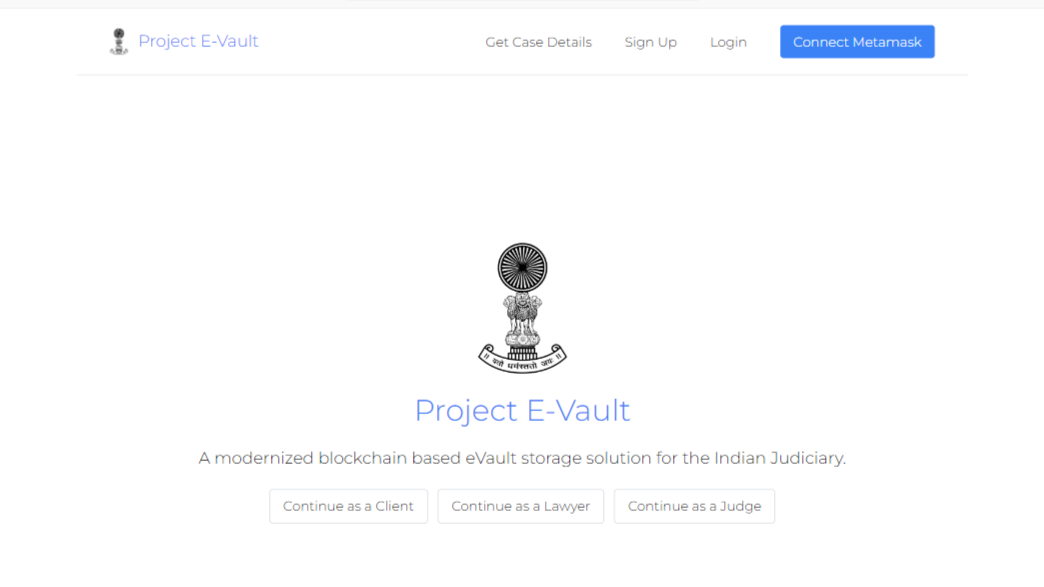 Project E-Vault
Get Case Details
Sign Up
Login
Connect Metamask
॥ यतो धर्मस्ततो जयः ॥
Project E-Vault
A modernized blockchain based eVault storage solution for the Indian Judiciary.
Continue as a Client
Continue as a Lawyer
Continue as a Judge